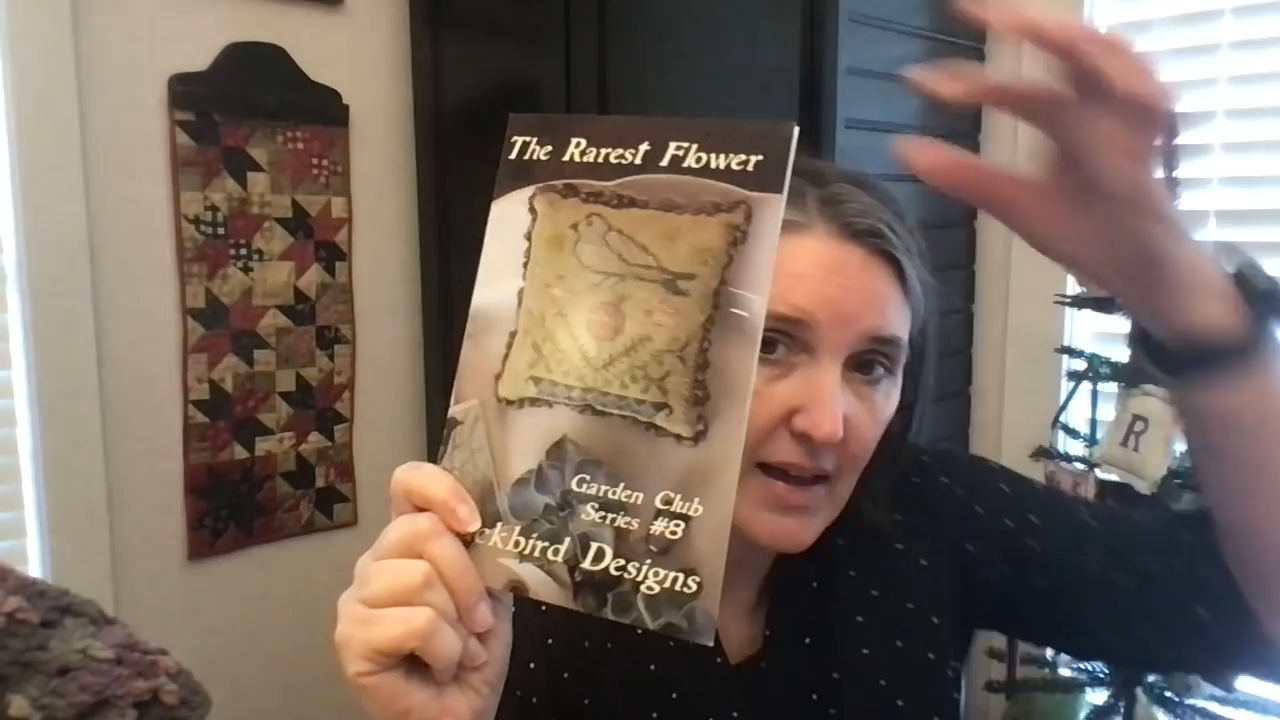 The Rarest Flower
Garden Club
Series #8
ckbird Designs
R